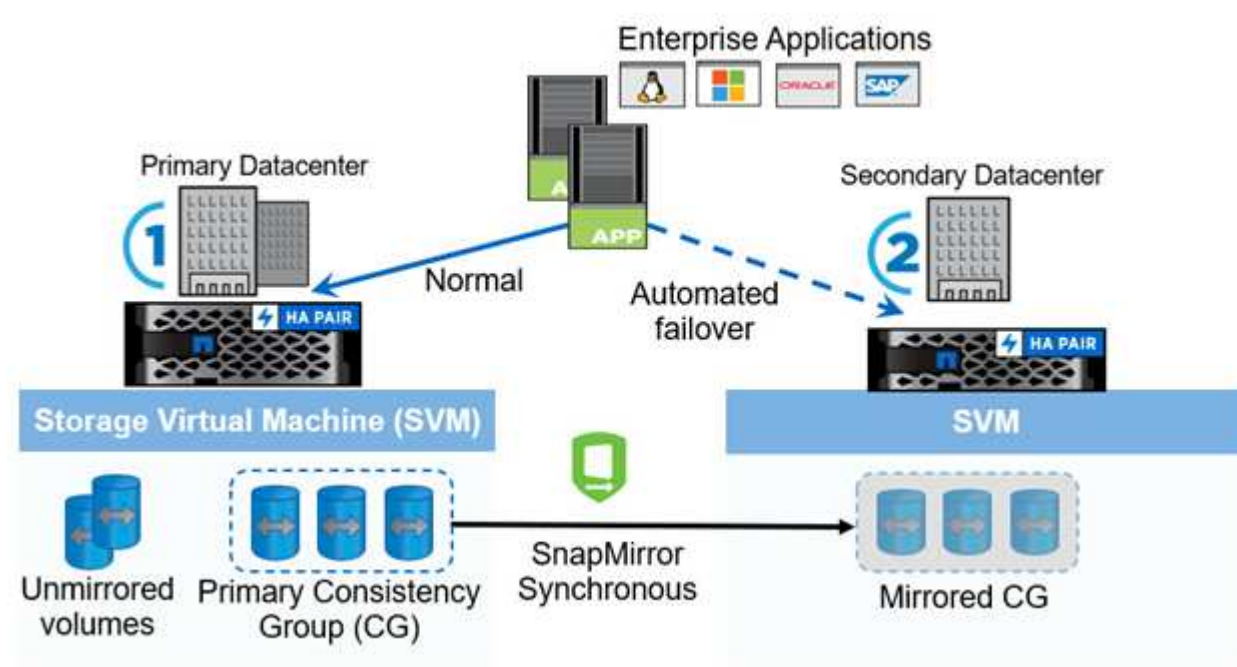 Enterprise Applications
ORACLE
SAP
Primary Datacenter
Secondary Datacenter
1
A
APP
2
Normal
Automated
failover
HA PAIR
HA PAIR
Storage Virtual Machine (SVM)
SVM
SnapMirror
Synchronous
Unmirrored
volumes
Primary Consistency
Group (CG)
Mirrored CG